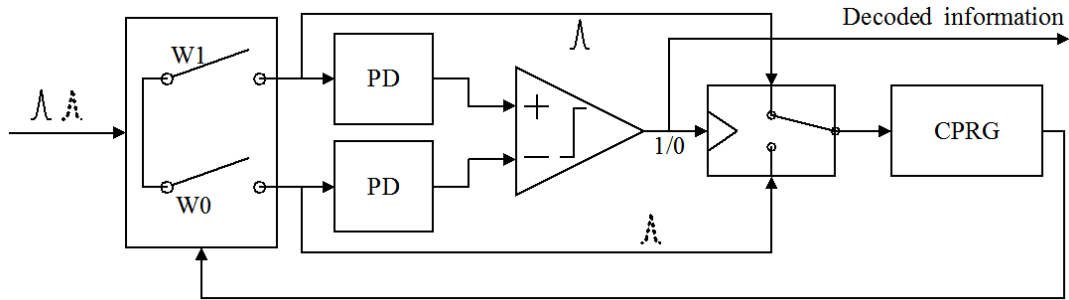 Decoded information
W1
PD
CPRG
1/0
PD
W0